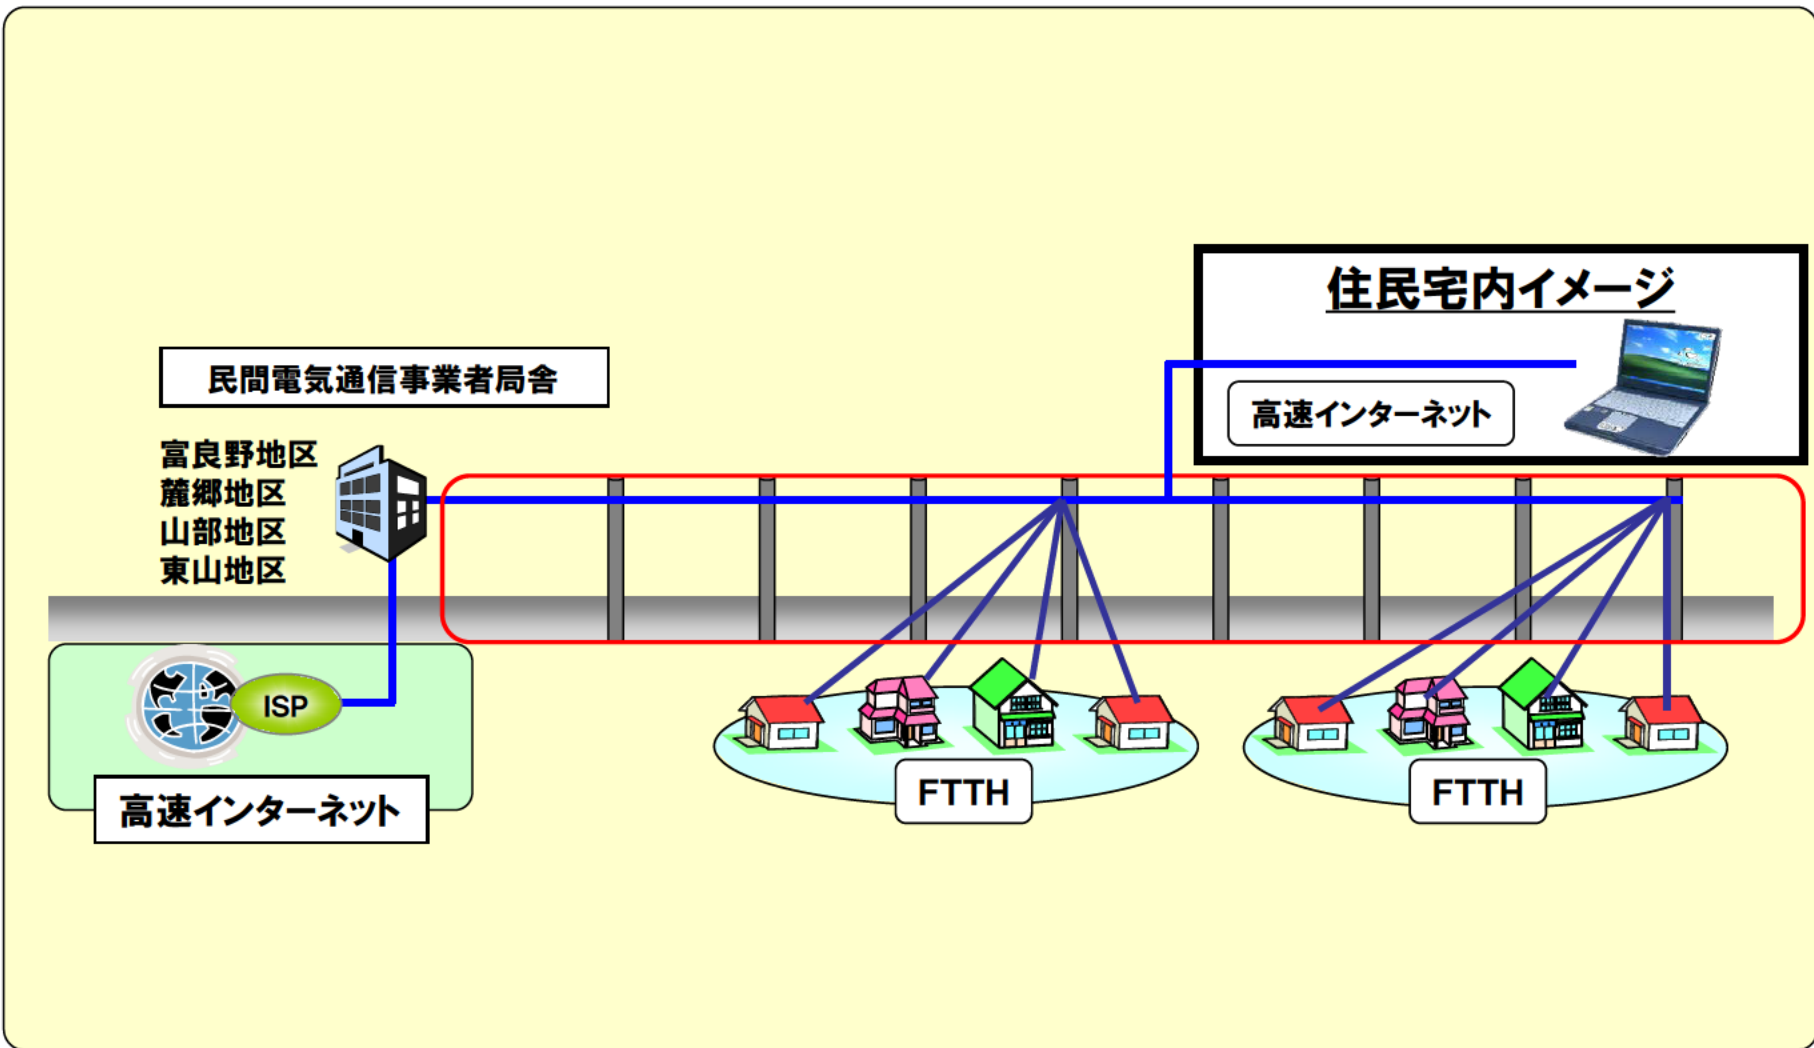 住民宅内イメージ
高速インターネット
民間電気通信事業者局舎
富良野地区
麓郷地区
山部地区
東山地区
ISP
高速インターネット
FTTH
FTTH